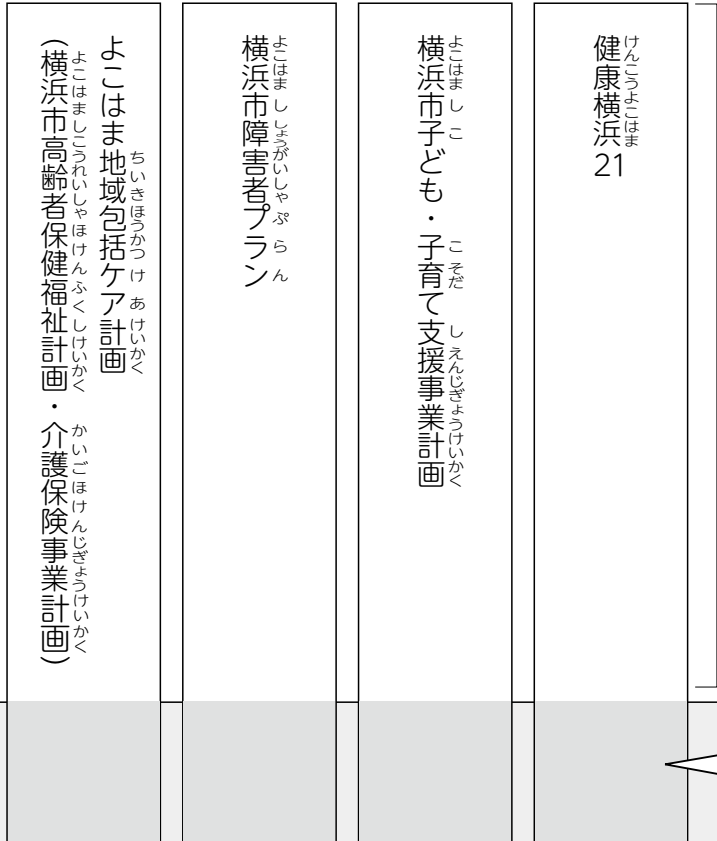 健康横浜21
横浜市子ども・子育て支援事業計画
横浜市障害者プラン
よこはま地域包括ケア計画
(横浜市高齢者保健福祉計画・介護保険事業計画)